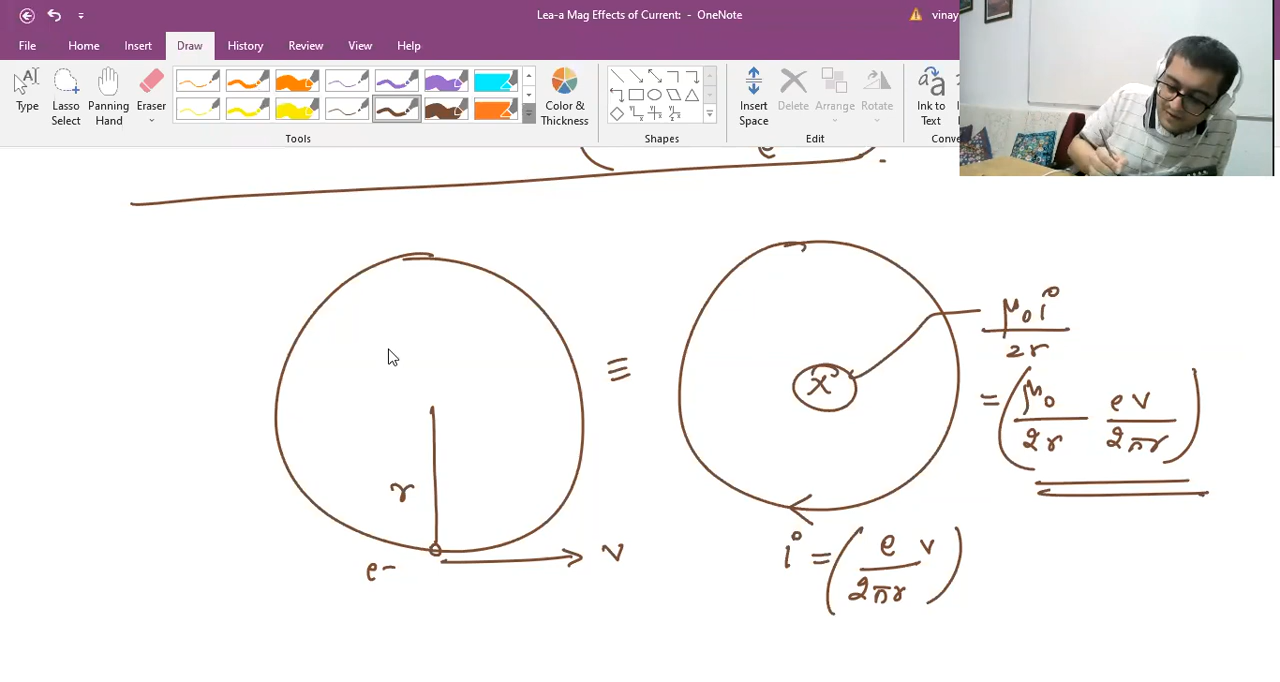 Lea-a Mag Effects of Current: - OneNote
vinay
File Home Insert Draw History Review View Help
Type
Lasso Select
Panning Hand
Eraser
Color & Thickness
Insert Space
Delete
Arrange
Rotate
Ink to Text
Conve
Tools
Shapes
Edit
e
r
e-
v
≡
x
μ₀i
2r
= (μ₀ / 2r  ev / 2πr)
i = (e / 2πr v)